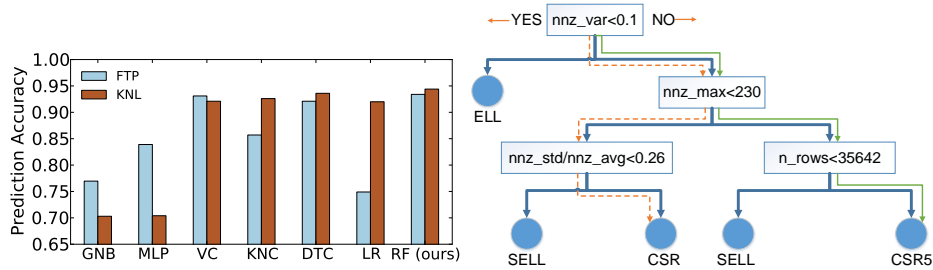 Prediction Accuracy
1.00
0.95
0.90
0.85
0.80
0.75
0.70
0.65
FTP
KNL
GNB MLP VC KNC DTC LR RF (ours)
YES nnz_var<0.1 NO
ELL
nnz_max<230
nnz_std/nnz_avg<0.26
n_rows<35642
SELL CSR SELL CSR5